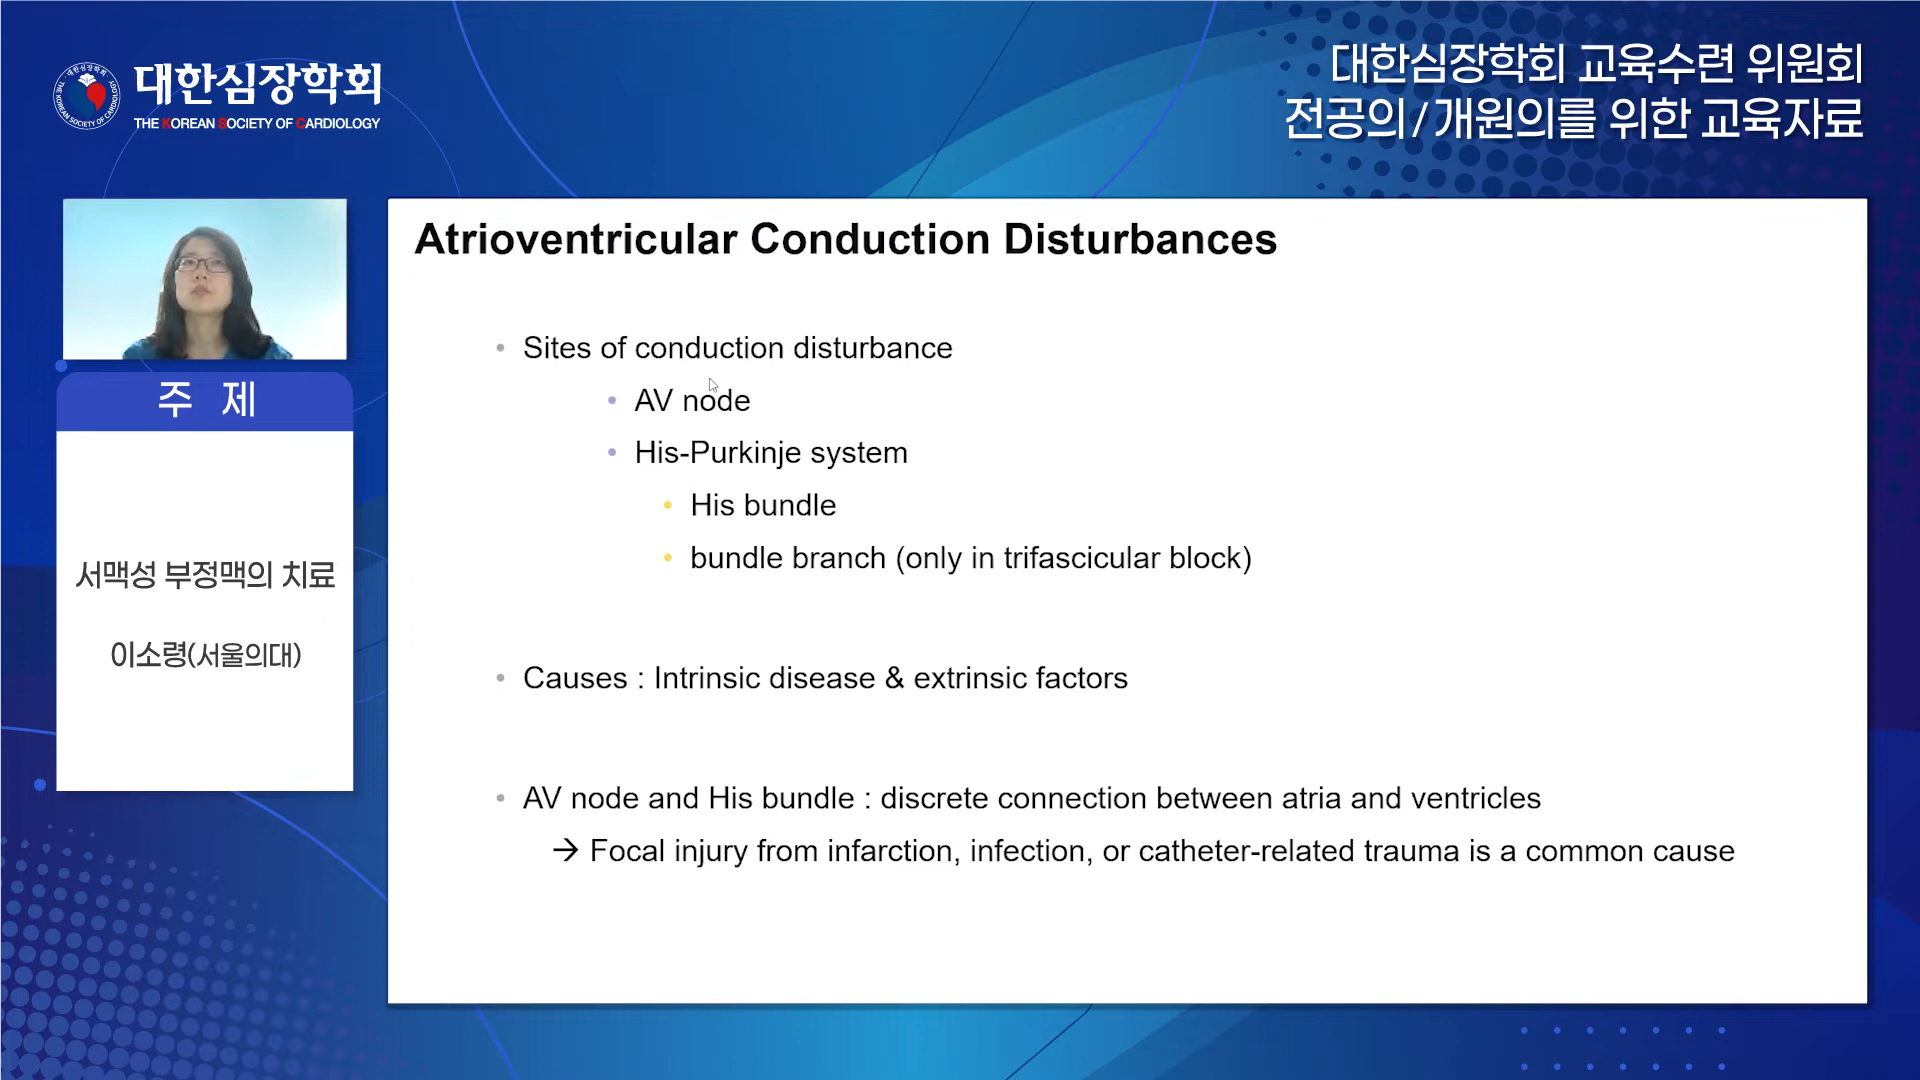 대한심장학회
THE KOREAN SOCIETY OF CARDIOLOGY
대한심장학회 교육수련 위원회
전공의/개원의를 위한 교육자료
주 제
서맥성 부정맥의 치료
이소령(서울의대)
Atrioventricular Conduction Disturbances
• Sites of conduction disturbance
• AV node
• His-Purkinje system
• His bundle
• bundle branch (only in trifascicular block)
• Causes : Intrinsic disease & extrinsic factors
• AV node and His bundle : discrete connection between atria and ventricles
→ Focal injury from infarction, infection, or catheter-related trauma is a common cause